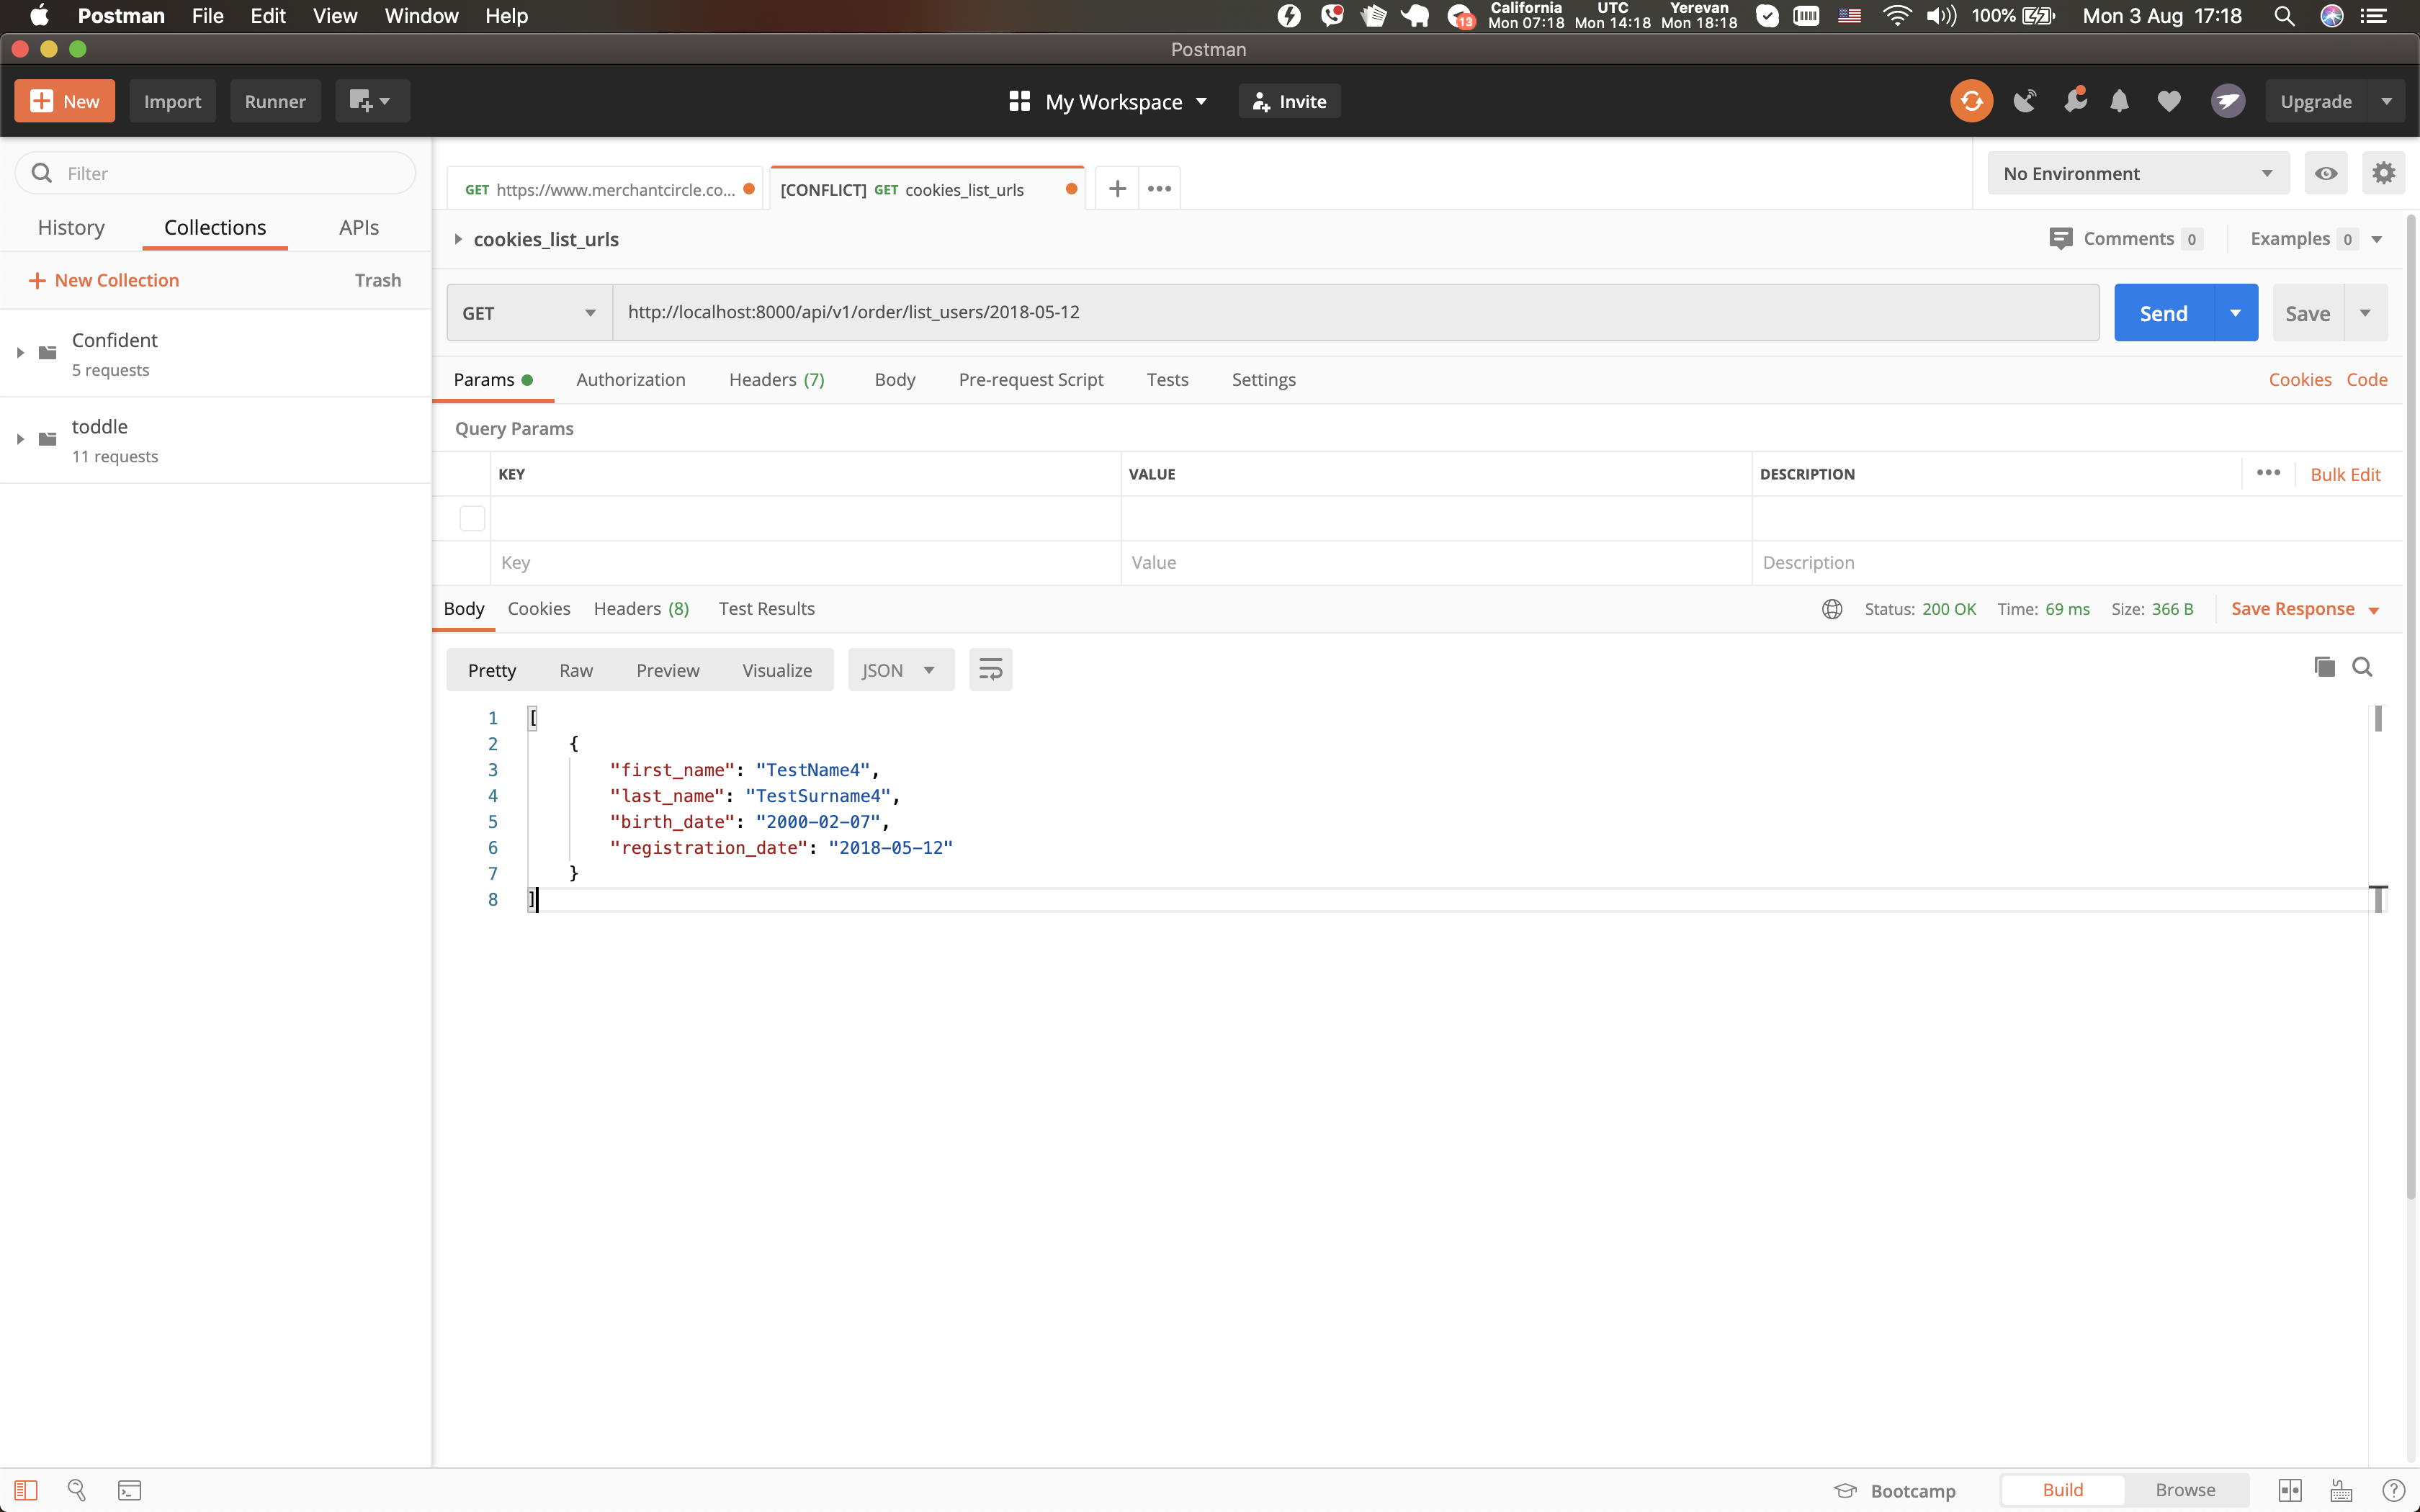 Postman File Edit View Window Help
13
California UTC Yerevan
Mon 07:18 Mon 14:18 Mon 18:18
100% Mon 3 Aug 17:18
Postman
New Import Runner
My Workspace Invite
Upgrade
Filter
History Collections APIs
New Collection Trash
Confident
5 requests
toddle
11 requests
GET https://www.merchantcircle.co...
[CONFLICT] GET cookies_list_urls
No Environment
cookies_list_urls
Comments 0 Examples 0
GET http://localhost:8000/api/v1/order/list_users/2018-05-12
Send Save
Params Authorization Headers (7) Body Pre-request Script Tests Settings
Cookies Code
Query Params
KEY VALUE DESCRIPTION Bulk Edit
Key Value Description
Body Cookies Headers (8) Test Results
Status: 200 OK Time: 69 ms Size: 366 B Save Response
Pretty Raw Preview Visualize JSON
1 [
2 {
3 "first_name": "TestName4",
4 "last_name": "TestSurname4",
5 "birth_date": "2000-02-07",
6 "registration_date": "2018-05-12"
7 }
8 ]
Bootcamp Build Browse